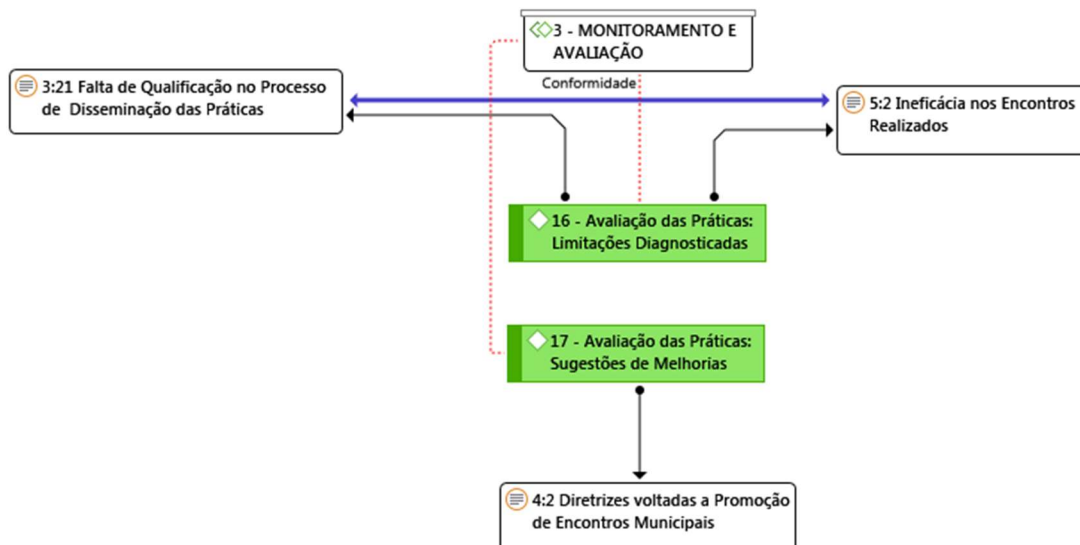 3 - MONITORAMENTO E
AVALIAÇÃO
Conformidade
3:21 Falta de Qualificação no Processo
de Disseminação das Práticas
5:2 Ineficácia nos Encontros
Realizados
16 - Avaliação das Práticas:
Limitações Diagnosticadas
17 - Avaliação das Práticas:
Sugestões de Melhorias
4:2 Diretrizes voltadas a Promoção
de Encontros Municipais